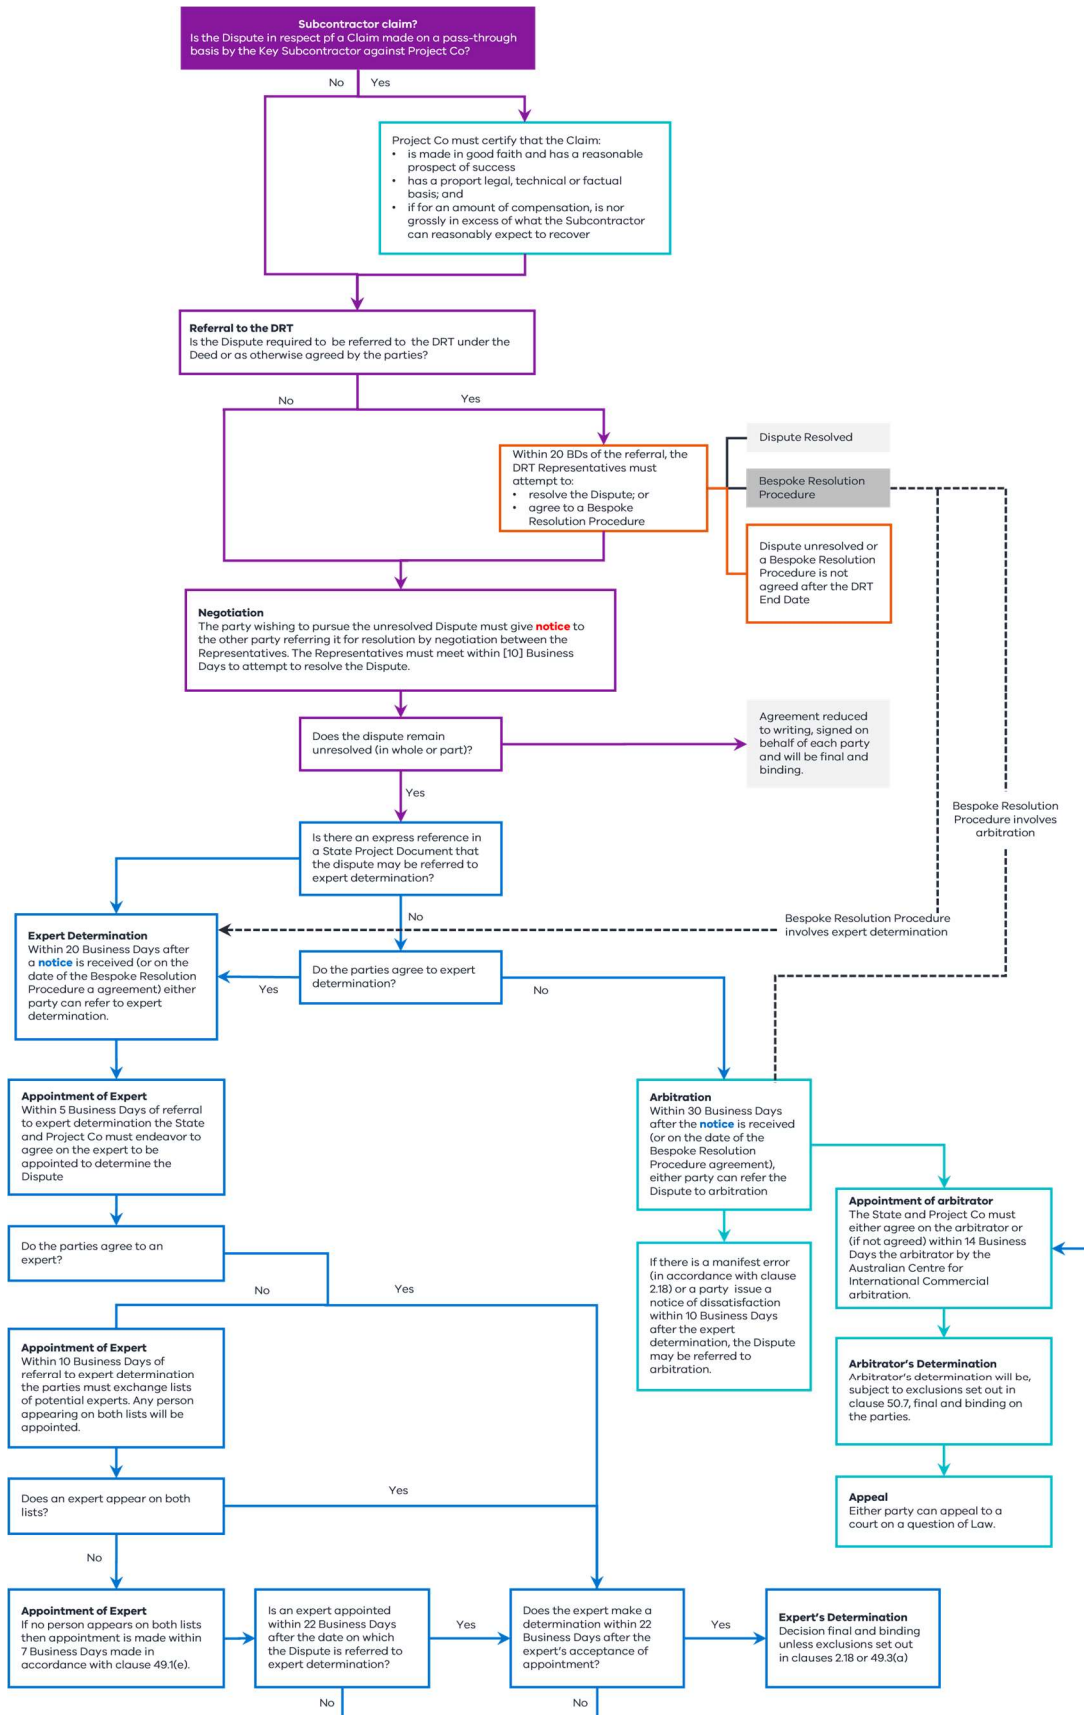 Subcontractor claim?
Is the Dispute in respect pf a Claim made on a pass-through
basis by the Key Subcontractor against Project Co?
No
Yes
Project Co must certify that the Claim:
• is made in good faith and has a reasonable
prospect of success
• has a proport legal, technical or factual
basis; and
• if for an amount of compensation, is nor
grossly in excess of what the Subcontractor
can reasonably expect to recover
Referral to the DRT
Is the Dispute required to be referred to the DRT under the
Deed or as otherwise agreed by the parties?
No
Yes
Within 20 BDs of the referral, the
DRT Representatives must
attempt to:
• resolve the Dispute; or
• agree to a Bespoke
Resolution Procedure
Dispute Resolved
Bespoke Resolution
Procedure
Dispute unresolved or
a Bespoke Resolution
Procedure is not
agreed after the DRT
End Date
Negotiation
The party wishing to pursue the unresolved Dispute must give notice to
the other party referring it for resolution by negotiation between the
Representatives. The Representatives must meet within [10] Business
Days to attempt to resolve the Dispute.
Does the dispute remain
unresolved (in whole or part)?
Agreement reduced
to writing, signed on
behalf of each party
and will be final and
binding.
Yes
Bespoke Resolution
Procedure involves
arbitration
Is there an express reference in
a State Project Document that
the dispute may be referred to
expert determination?
No
Bespoke Resolution Procedure
involves expert determination
Expert Determination
Within 20 Business Days after
a notice is received (or on the
date of the Bespoke Resolution
Procedure a agreement) either
party can refer to expert
determination.
Yes
Do the parties agree to expert
determination?
No
Appointment of Expert
Within 5 Business Days of referral
to expert determination the State
and Project Co must endeavor to
agree on the expert to be
appointed to determine the
Dispute
Arbitration
Within 30 Business Days
after the notice is received
(or on the date of the
Bespoke Resolution
Procedure agreement),
either party can refer the
Dispute to arbitration
Appointment of arbitrator
The State and Project Co must
either agree on the arbitrator or
(if not agreed) within 14 Business
Days the arbitrator by the
Australian Centre for
International Commercial
arbitration.
Do the parties agree to an
expert?
No
Yes
If there is a manifest error
(in accordance with clause
2.18) or a party issue a
notice of dissatisfaction
within 10 Business Days
after the expert
determination, the Dispute
may be referred to
arbitration.
Appointment of Expert
Within 10 Business Days of
referral to expert determination
the parties must exchange lists
of potential experts. Any person
appearing on both lists will be
appointed.
Arbitrator's Determination
Arbitrator's determination will be,
subject to exclusions set out in
clause 50.7, final and binding on
the parties.
Does an expert appear on both
lists?
Yes
No
Appeal
Either party can appeal to a
court on a question of Law.
Appointment of Expert
If no person appears on both lists
then appointment is made within
7 Business Days made in
accordance with clause 49.1(e).
Is an expert appointed
within 22 Business Days
after the date on which
the Dispute is referred to
expert determination?
Yes
No
Does the expert make a
determination within 22
Business Days after the
expert's acceptance of
appointment?
Yes
No
Expert's Determination
Decision final and binding
unless exclusions set out
in clauses 2.18 or 49.3(a)